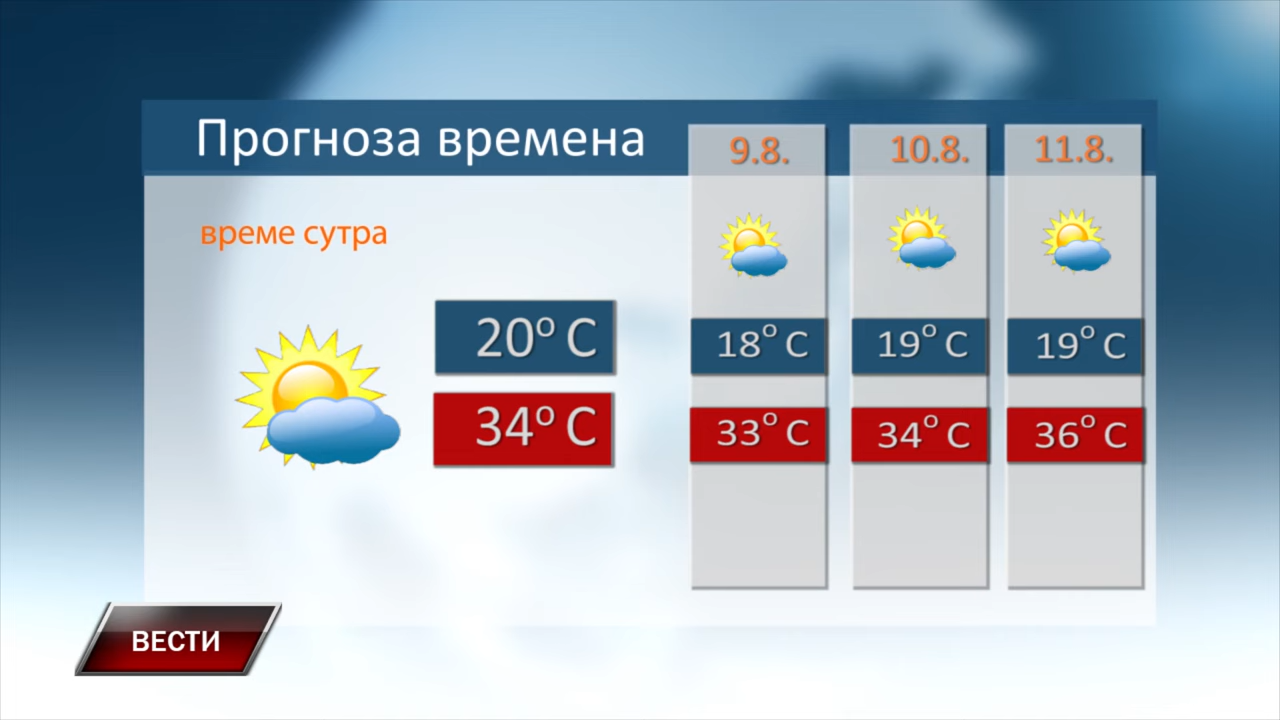 Прогноза времена
време сутра
20° C
34° C
9.8.
18° C
33° C
10.8.
19° C
34° C
11.8.
19° C
36° C
ВЕСТИ